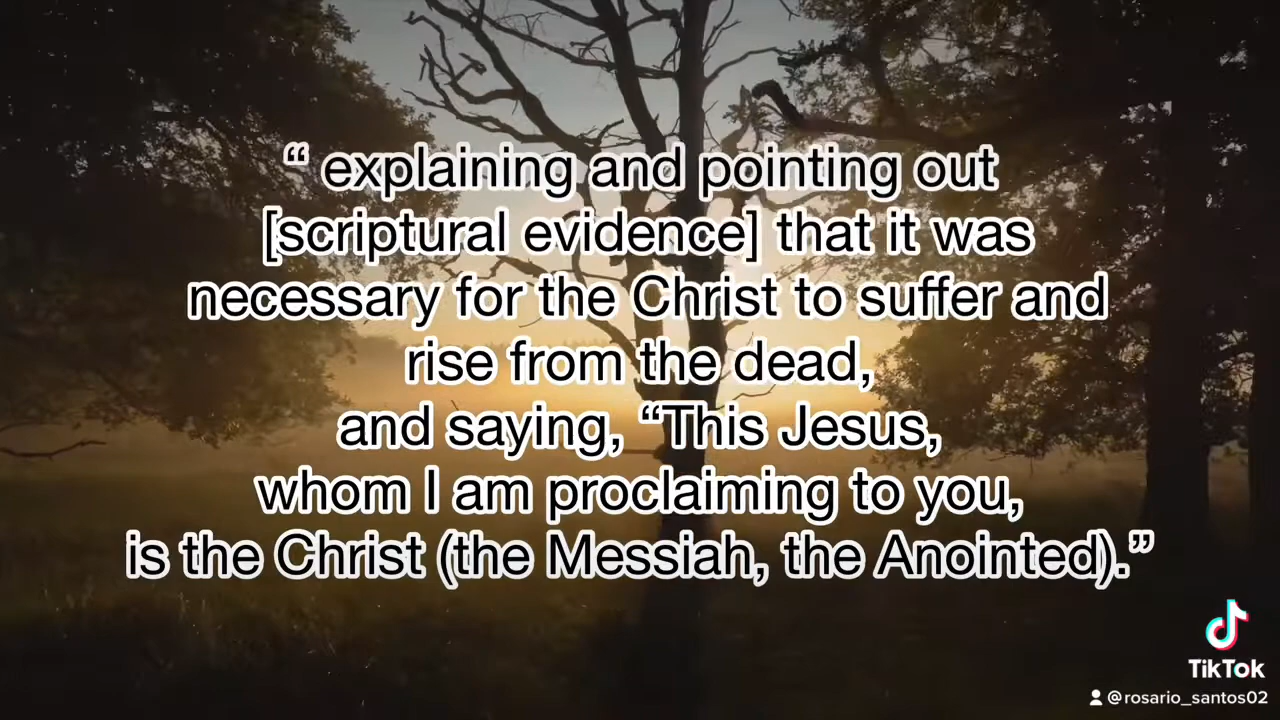 “ explaining and pointing out
[scriptural evidence] that it was
necessary for the Christ to suffer and
rise from the dead,
and saying, “This Jesus,
whom I am proclaiming to you,
is the Christ (the Messiah, the Anointed).”
TikTok
@rosario_santos02